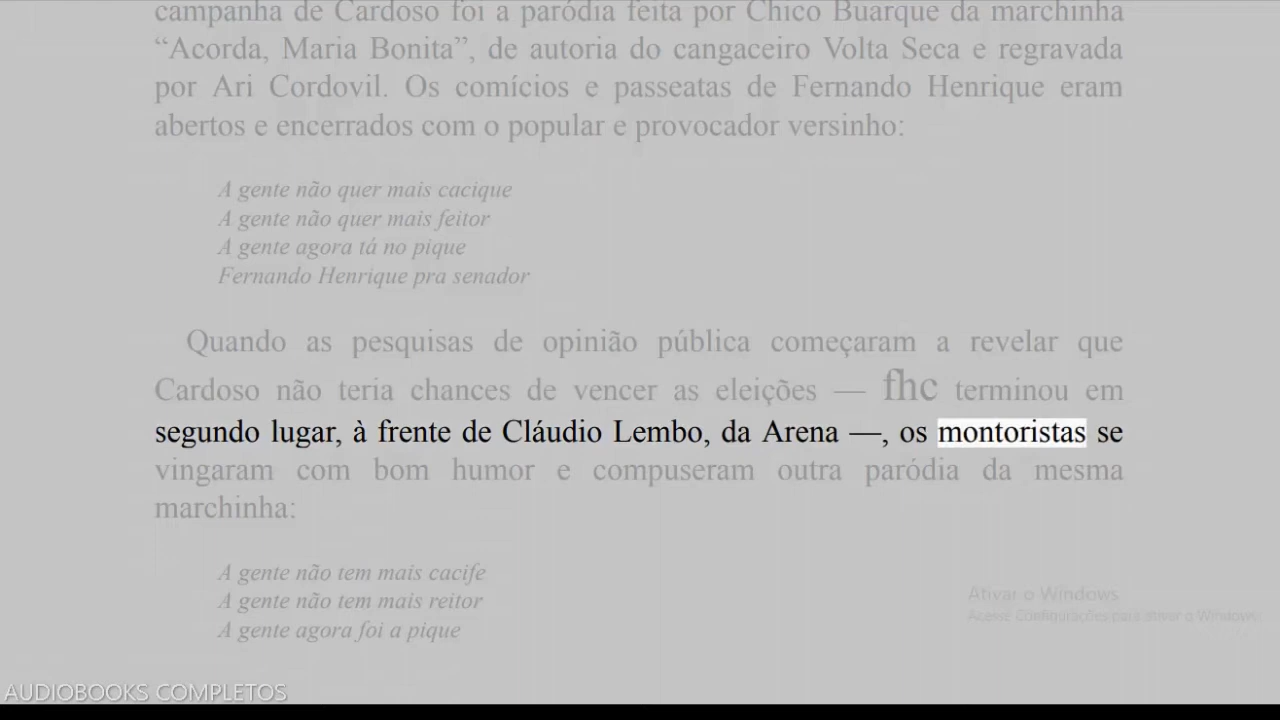 campanha de Cardoso foi a paródia feita por Chico Buarque da marchinha
“Acorda, Maria Bonita”, de autoria do cangaceiro Volta Seca e regravada
por Ari Cordovil. Os comícios e passeatas de Fernando Henrique eram
abertos e encerrados com o popular e provocador versinho:
A gente não quer mais cacique
A gente não quer mais feitor
A gente agora tá no pique
Fernando Henrique pra senador
Quando as pesquisas de opinião pública começaram a revelar que
Cardoso não teria chances de vencer as eleições — fhc terminou em
segundo lugar, à frente de Cláudio Lembo, da Arena —, os montoristas se
vingaram com bom humor e compuseram outra paródia da mesma
marchinha:
A gente não tem mais cacife
A gente não tem mais reitor
A gente agora foi a pique
Ativar o Windows
Acesse Configurações para ativar o Windows.
AUDIOBOOKS COMPLETOS